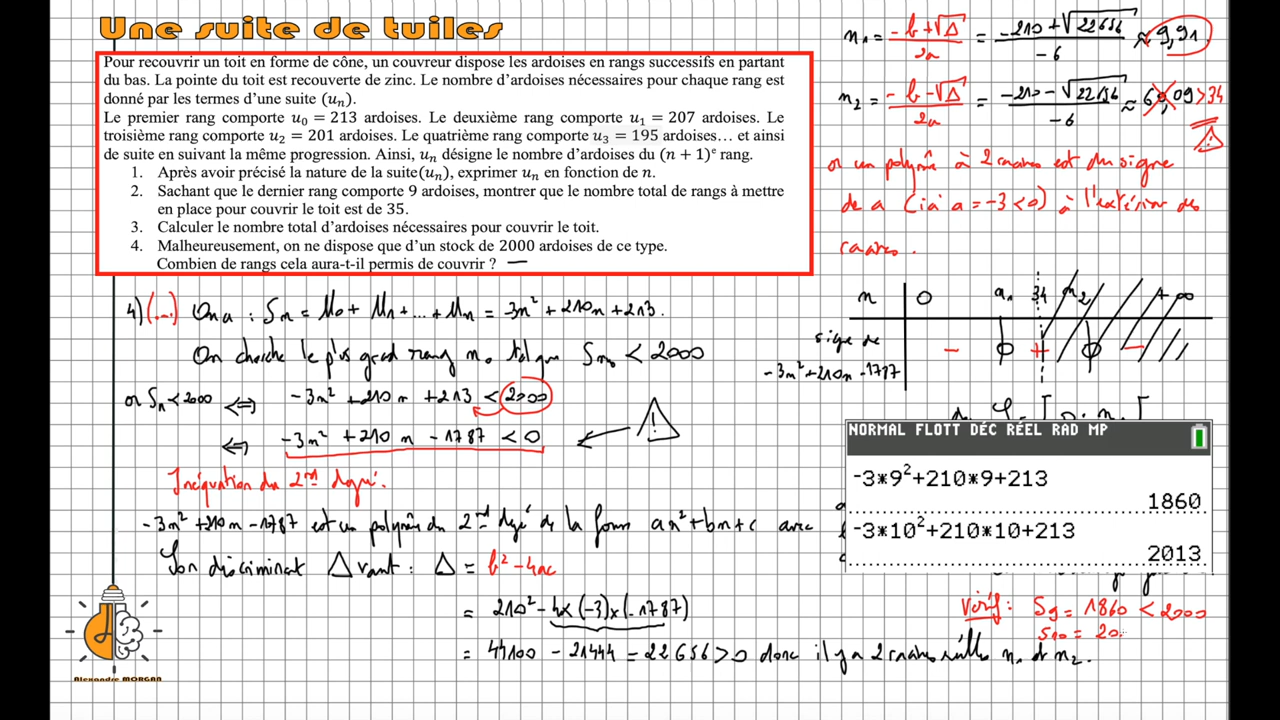 Une suite de tuiles
Pour recouvrir un toit en forme de cône, un couvreur dispose les ardoises en rangs successifs en partant
du bas. La pointe du toit est recouverte de zinc. Le nombre d'ardoises nécessaires pour chaque rang est
donné par les termes d'une suite (uₙ).
Le premier rang comporte u₀ = 213 ardoises. Le deuxième rang comporte u₁ = 207 ardoises. Le
troisième rang comporte u₂ = 201 ardoises. Le quatrième rang comporte u₃ = 195 ardoises… et ainsi
de suite en suivant la même progression. Ainsi, uₙ désigne le nombre d'ardoises du (n + 1)ᵉ rang.
1. Après avoir précisé la nature de la suite(uₙ), exprimer uₙ en fonction de n.
2. Sachant que le dernier rang comporte 9 ardoises, montrer que le nombre total de rangs à mettre
en place pour couvrir le toit est de 35.
3. Calculer le nombre total d'ardoises nécessaires pour couvrir le toit.
4. Malheureusement, on ne dispose que d'un stock de 2000 ardoises de ce type.
Combien de rangs cela aura-t-il permis de couvrir ?
4) (...) On a : Sn = U0 + U1 + ... + Un = 3n² + 210n + 213.
On cherche le plus grand rang n0 tel que Sn0 < 2000
or Sn < 2000 ⇔ -3n² + 210n + 213 < 2000
⇔ -3n² + 210n - 1787 < 0
Inéquation du 2nd degré.
-3n² + 210n - 1787 est un polynôme du 2nd degré de la forme an² + bn + c avec
Son discriminant Δ vaut : Δ = b² - 4ac
= 210² - 4 × (-3) × (-1787)
= 44100 - 21444 = 22656 > 0 donc il y a 2 racines réelles n1 et n2.
Alexandre MORGAN
n1 = -b+√Δ / 2a = -210 + √22656 / -6 ≈ 9,91
n2 = -b-√Δ / 2a = -210 - √22656 / -6 ≈ 60,09 > 34
or un polynôme à 2 racines est du signe
de a (ici a = -3 < 0) à l'extérieur des
racines.
n 0 n1 34 n2 +∞
signe de
-3n² + 210n - 1787 - 0 + 0 -
NORMAL FLOTT DÉC RÉEL RAD MP
-3*9²+210*9+213
1860
-3*10²+210*10+213
2013
Vérif : S9 = 1860 < 2000
S10 = 20